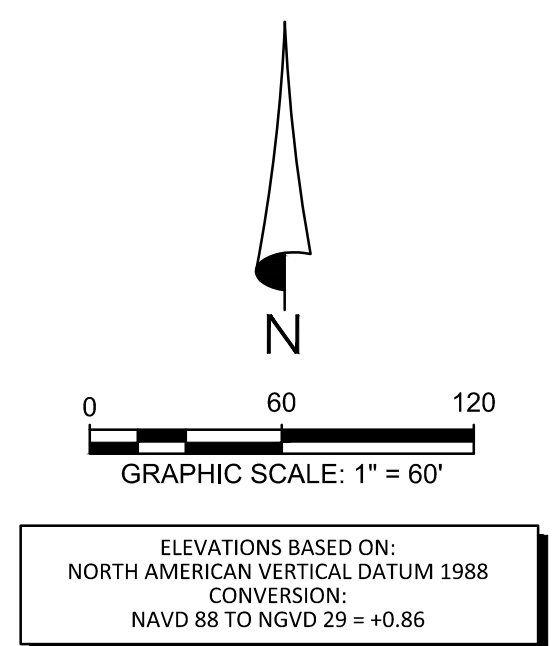 N
0 60 120
GRAPHIC SCALE: 1" = 60'
ELEVATIONS BASED ON:
NORTH AMERICAN VERTICAL DATUM 1988
CONVERSION:
NAVD 88 TO NGVD 29 = +0.86